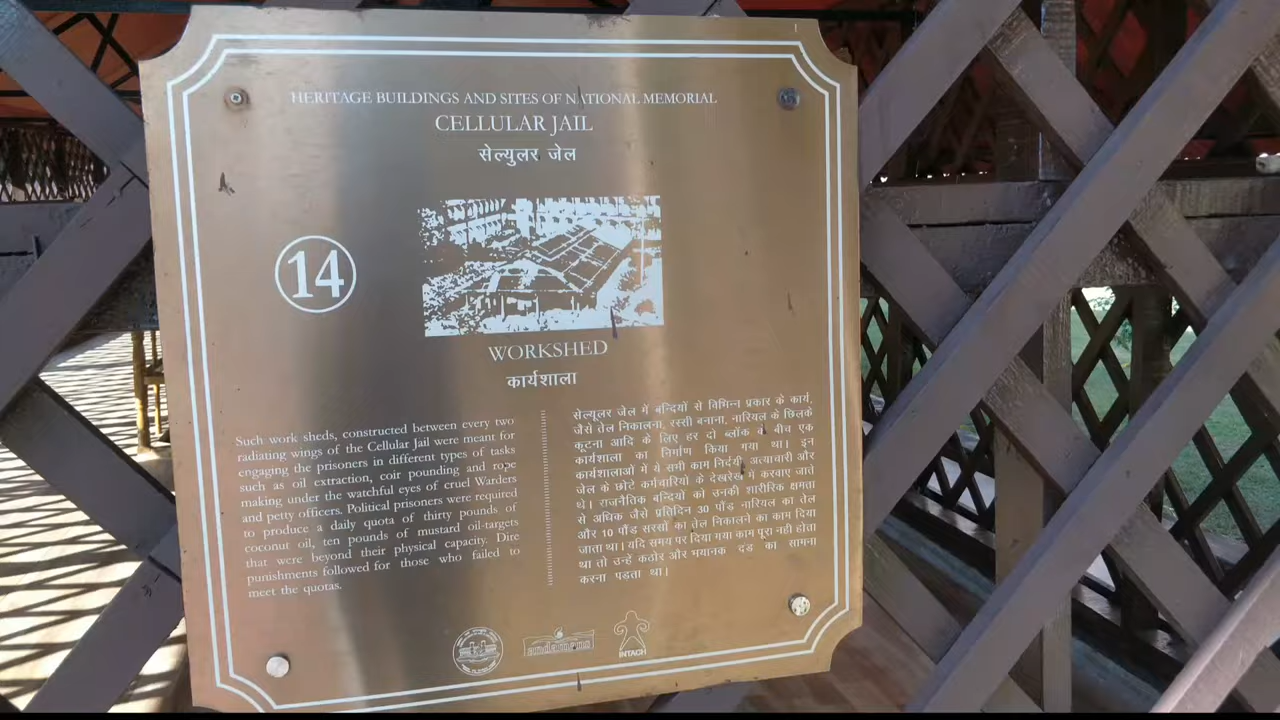 HERITAGE BUILDINGS AND SITES OF NATIONAL MEMORIAL
CELLULAR JAIL
सेल्युलर जेल
14
WORKSHED
कार्यशाला
Such work sheds, constructed between every two
radiating wings of the Cellular Jail were meant for
engaging the prisoners in different types of tasks
such as oil extraction, coir pounding and rope
making under the watchful eyes of cruel Warders
and petty officers. Political prisoners were required
to produce a daily quota of thirty pounds of
coconut oil, ten pounds of mustard oil-targets
that were beyond their physical capacity. Dire
punishments followed for those who failed to
meet the quotas.
सेल्यूलर जेल में बन्दियों से विभिन्न प्रकार के कार्य,
जैसे तेल निकालना, रस्सी बनाना, नारियल के छिलके
कूटना आदि के लिए हर दो ब्लॉक के बीच एक
कार्यशाला का निर्माण किया गया था। इन
कार्यशालाओं में ये सभी काम निर्दयी अत्याचारी और
जेल के छोटे कर्मचारियो के देखरेख में करवाए जाते
थे। राजनैतिक बन्दियों को उनकी शारीरिक क्षमता
से अधिक जैसे प्रतिदिन 30 पौंड नारियल का तेल
और 10 पौंड सरसों का तेल निकालने का काम दिया
जाता था। यदि समय पर दिया गया काम पूरा नही होता
था तो उन्हें कठोर और भयानक दंड का सामना
करना पड़ता था।
andamans
INTACH